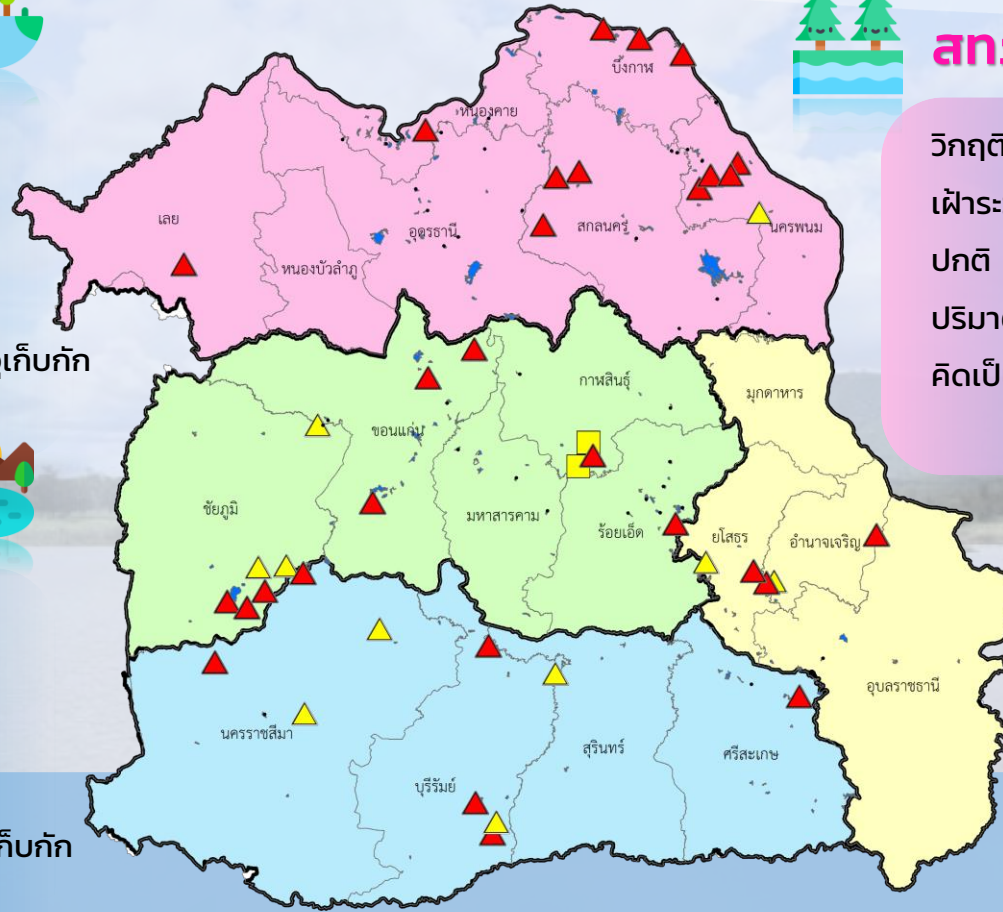 สท
วิกฤติ
เฝ้าระ
ปกติ
ปริมา
คิดเป็
บึงกาฬ
หนองคาย
เลย
อุดรธานี
สกลนคร
นครพนม
หนองบัวลำภู
เก็บกัก
กาฬสินธุ์
มุกดาหาร
ขอนแก่น
ชัยภูมิ
มหาสารคาม
ร้อยเอ็ด
ยโสธร
อำนาจเจริญ
อุบลราชธานี
นครราชสีมา
สุรินทร์
ศรีสะเกษ
บุรีรัมย์
ก็บกัก